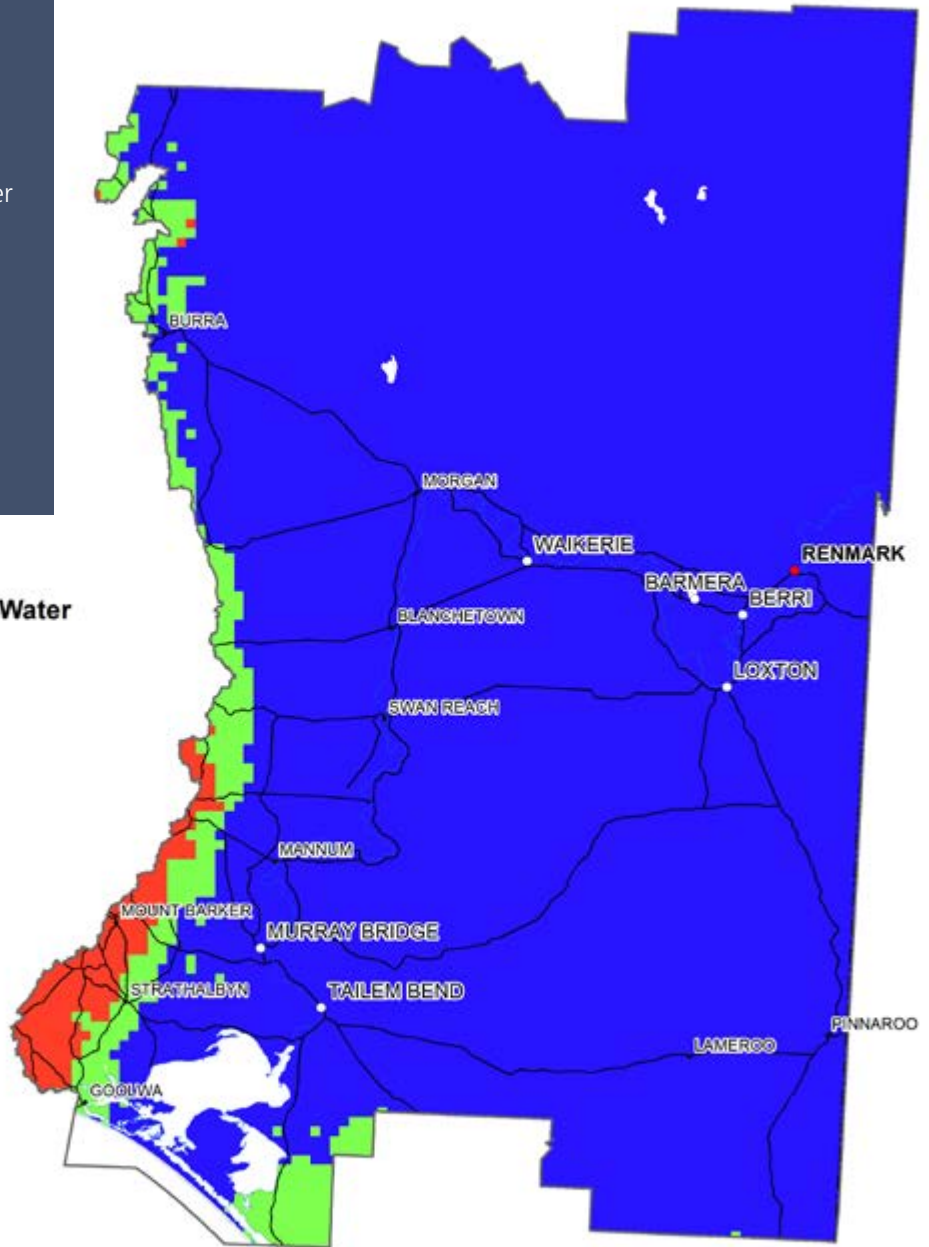 er
Water
BURRA
MORGAN
WAIKERIE
RENMARK
BARMERA
BERRI
BLANCHETOWN
LOXTON
SWAN REACH
MANNUM
MOUNT BARKER
MURRAY BRIDGE
STRATHALBYN
TAILEM BEND
PINNAROO
LAMEROO
GOOLWA